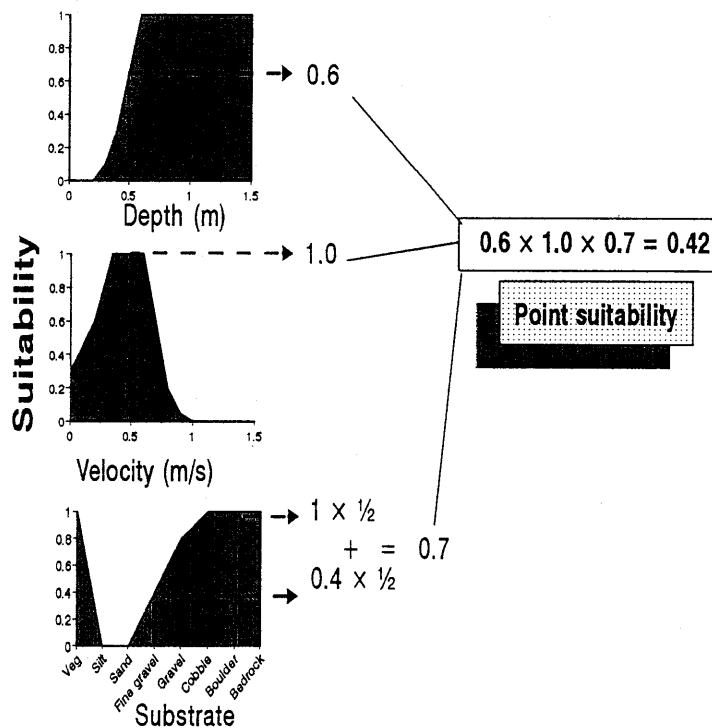 1
0.8
0.6
0.4
0.2
0
0 0.5 1 1.5
Depth (m)
→ 0.6
Suitability
1
0.8
0.6
0.4
0.2
0
0 0.5 1 1.5
Velocity (m/s)
→ 1.0
0.6 × 1.0 × 0.7 = 0.42
Point suitability
1
0.8
0.6
0.4
0.2
0
Veg Silt Sand Fine gravel Gravel Cobble Boulder Bedrock
Substrate
→ 1 × ½
+ = 0.7
→ 0.4 × ½